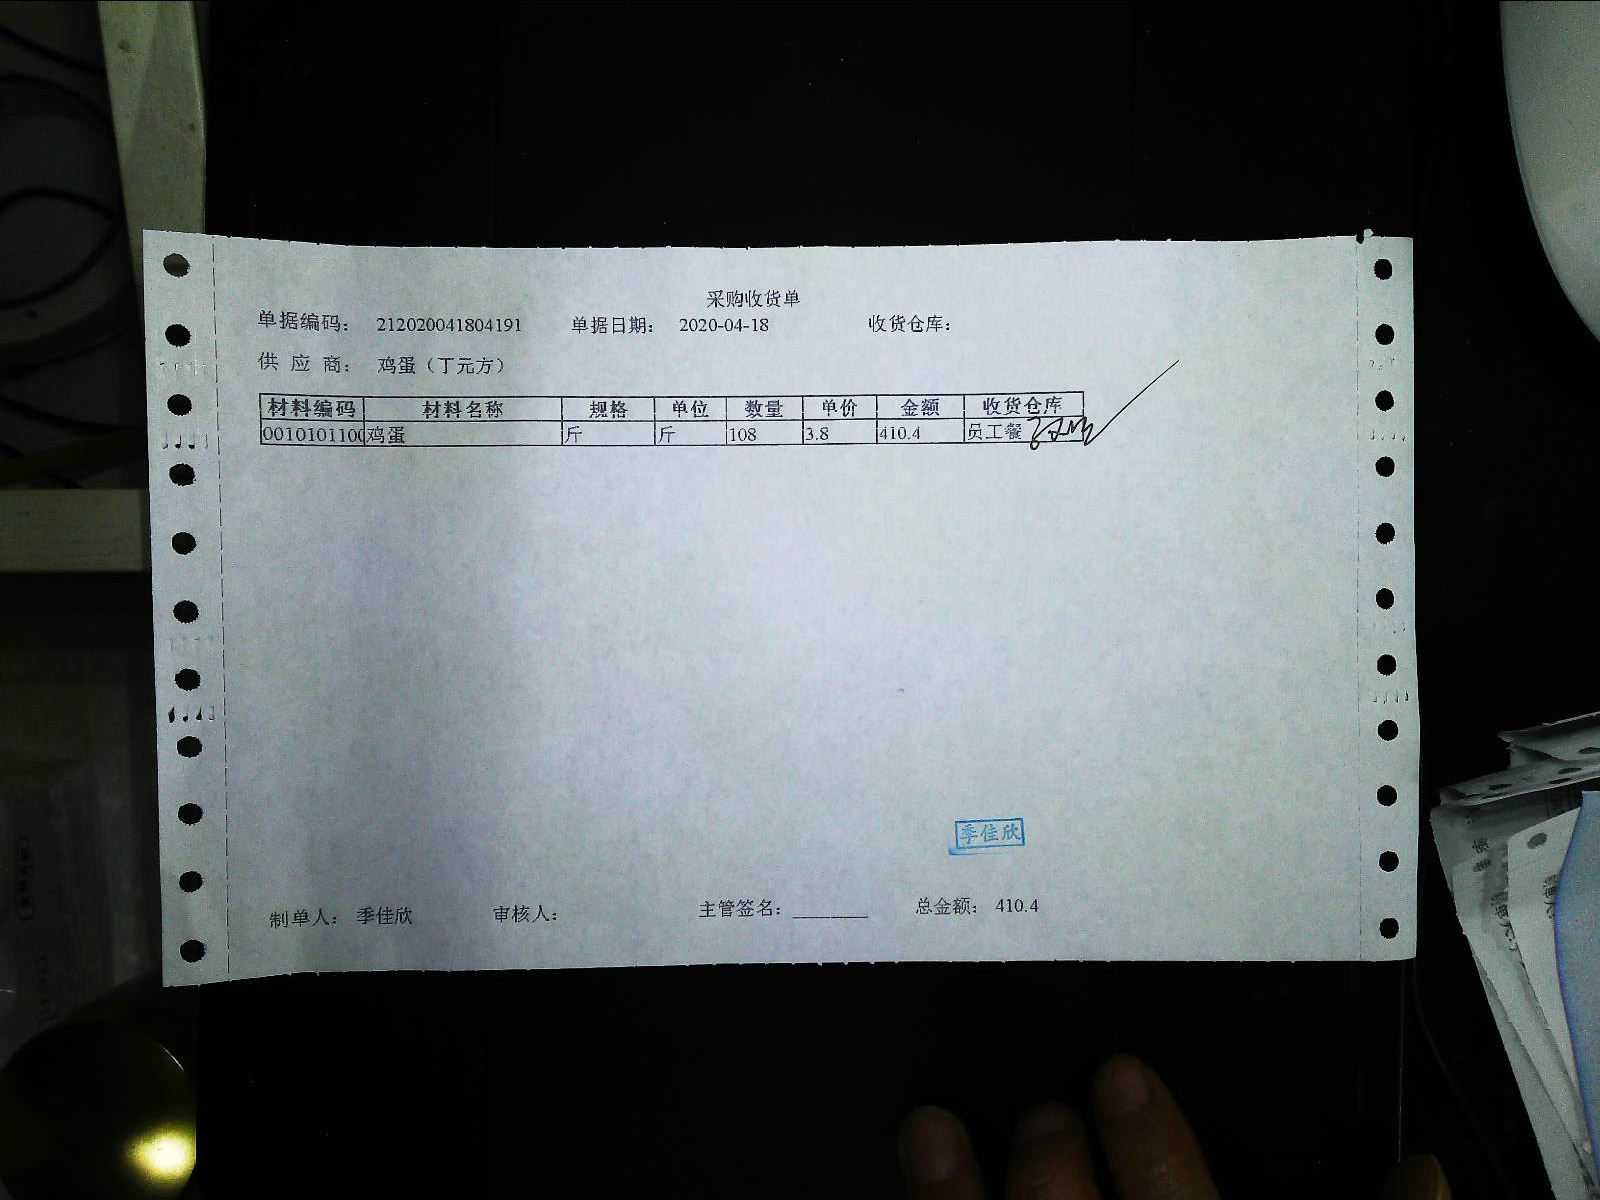 采购收货单
单据编码： 212020041804191 单据日期： 2020-04-18 收货仓库：
供 应 商： 鸡蛋（丁元方）
材料编码 材料名称 规格 单位 数量 单价 金额 收货仓库
0010101100 鸡蛋 斤 斤 108 3.8 410.4 员工餐
季佳欣
制单人： 季佳欣 审核人： 主管签名：________ 总金额： 410.4